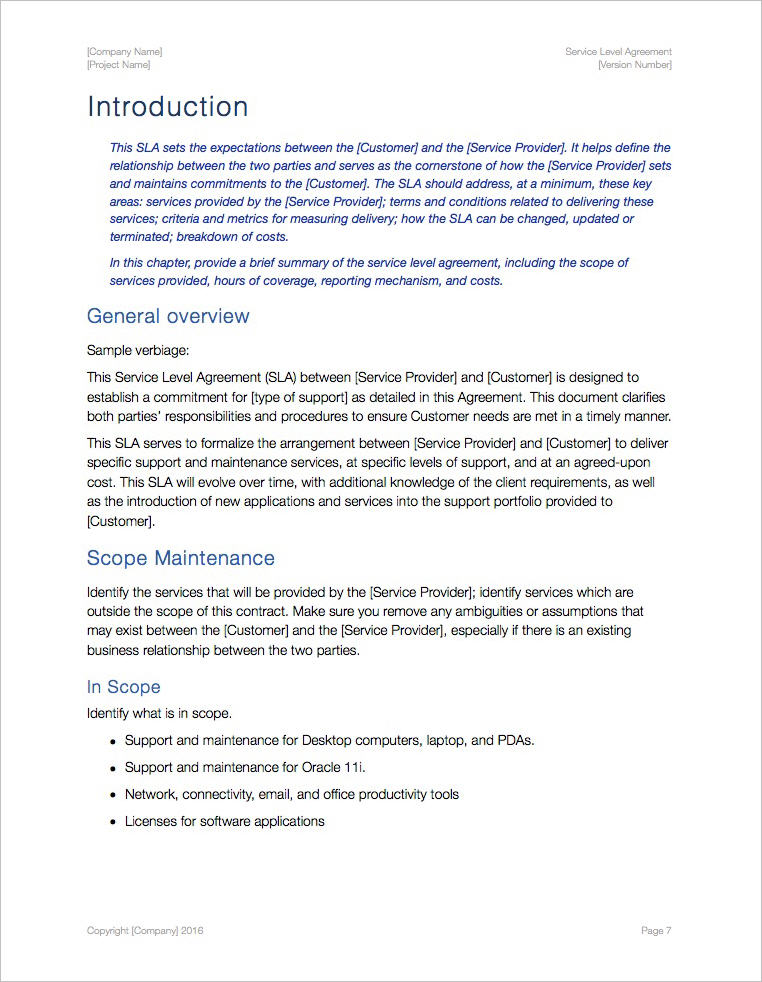 [Company Name]
Service Level Agreement
[Project Name]
[Version Number]
Introduction
This SLA sets the expectations between the [Customer] and the [Service Provider]. It helps define the
relationship between the two parties and serves as the cornerstone of how the [Service Provider] sets
and maintains commitments to the [Customer]. The SLA should address, at a minimum, these key
areas: services provided by the [Service Provider]; terms and conditions related to delivering these
services; criteria and metrics for measuring delivery; how the SLA can be changed, updated or
terminated; breakdown of costs.
In this chapter, provide a brief summary of the service level agreement, including the scope of
services provided, hours of coverage, reporting mechanism, and costs.
General overview
Sample verbiage:
This Service Level Agreement (SLA) between [Service Provider] and [Customer] is designed to
establish a commitment for [type of support] as detailed in this Agreement. This document clarifies
both parties' responsibilities and procedures to ensure Customer needs are met in a timely manner.
This SLA serves to formalize the arrangement between [Service Provider] and [Customer] to deliver
specific support and maintenance services, at specific levels of support, and at an agreed-upon
cost. This SLA will evolve over time, with additional knowledge of the client requirements, as well
as the introduction of new applications and services into the support portfolio provided to
[Customer].
Scope Maintenance
Identify the services that will be provided by the [Service Provider]; identify services which are
outside the scope of this contract. Make sure you remove any ambiguities or assumptions that
may exist between the [Customer] and the [Service Provider], especially if there is an existing
business relationship between the two parties.
In Scope
Identify what is in scope.
• Support and maintenance for Desktop computers, laptop, and PDAs.
• Support and maintenance for Oracle 11i.
• Network, connectivity, email, and office productivity tools
• Licenses for software applications
Copyright [Company] 2016
Page 7